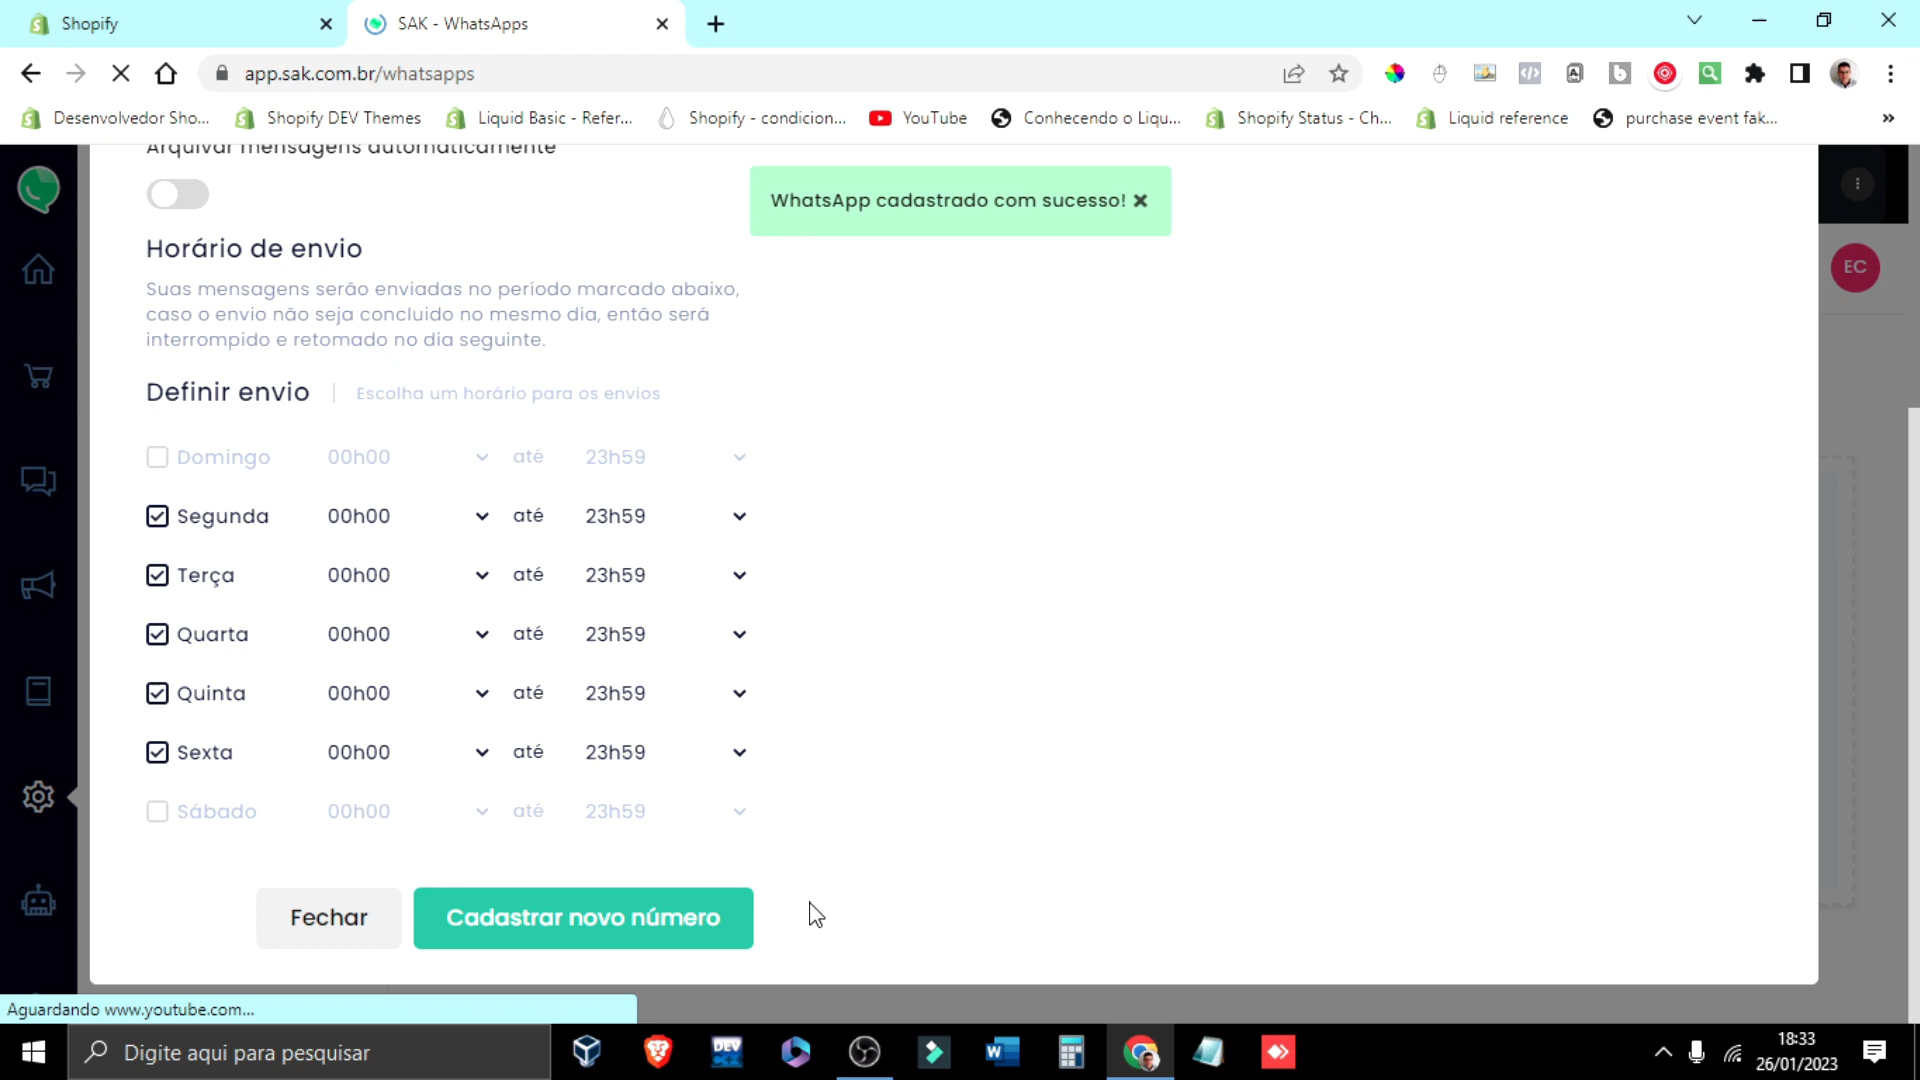 Shopify
SAK - WhatsApps
app.sak.com.br/whatsapps
Desenvolvedor Sho...
Shopify DEV Themes
Liquid Basic - Refer...
Shopify - condicion...
YouTube
Conhecendo o Liqu...
Shopify Status - Ch...
Liquid reference
purchase event fak...
»
Arquivar mensagens automaticamente
WhatsApp cadastrado com sucesso!
EC
Horário de envio
Suas mensagens serão enviadas no período marcado abaixo,
caso o envio não seja concluido no mesmo dia, então será
interrompido e retomado no dia seguinte.
Definir envio | Escolha um horário para os envios
Domingo 00h00 até 23h59
Segunda 00h00 até 23h59
Terça 00h00 até 23h59
Quarta 00h00 até 23h59
Quinta 00h00 até 23h59
Sexta 00h00 até 23h59
Sábado 00h00 até 23h59
Fechar
Cadastrar novo número
Aguardando www.youtube.com...
Digite aqui para pesquisar
DEV
18:33
26/01/2023